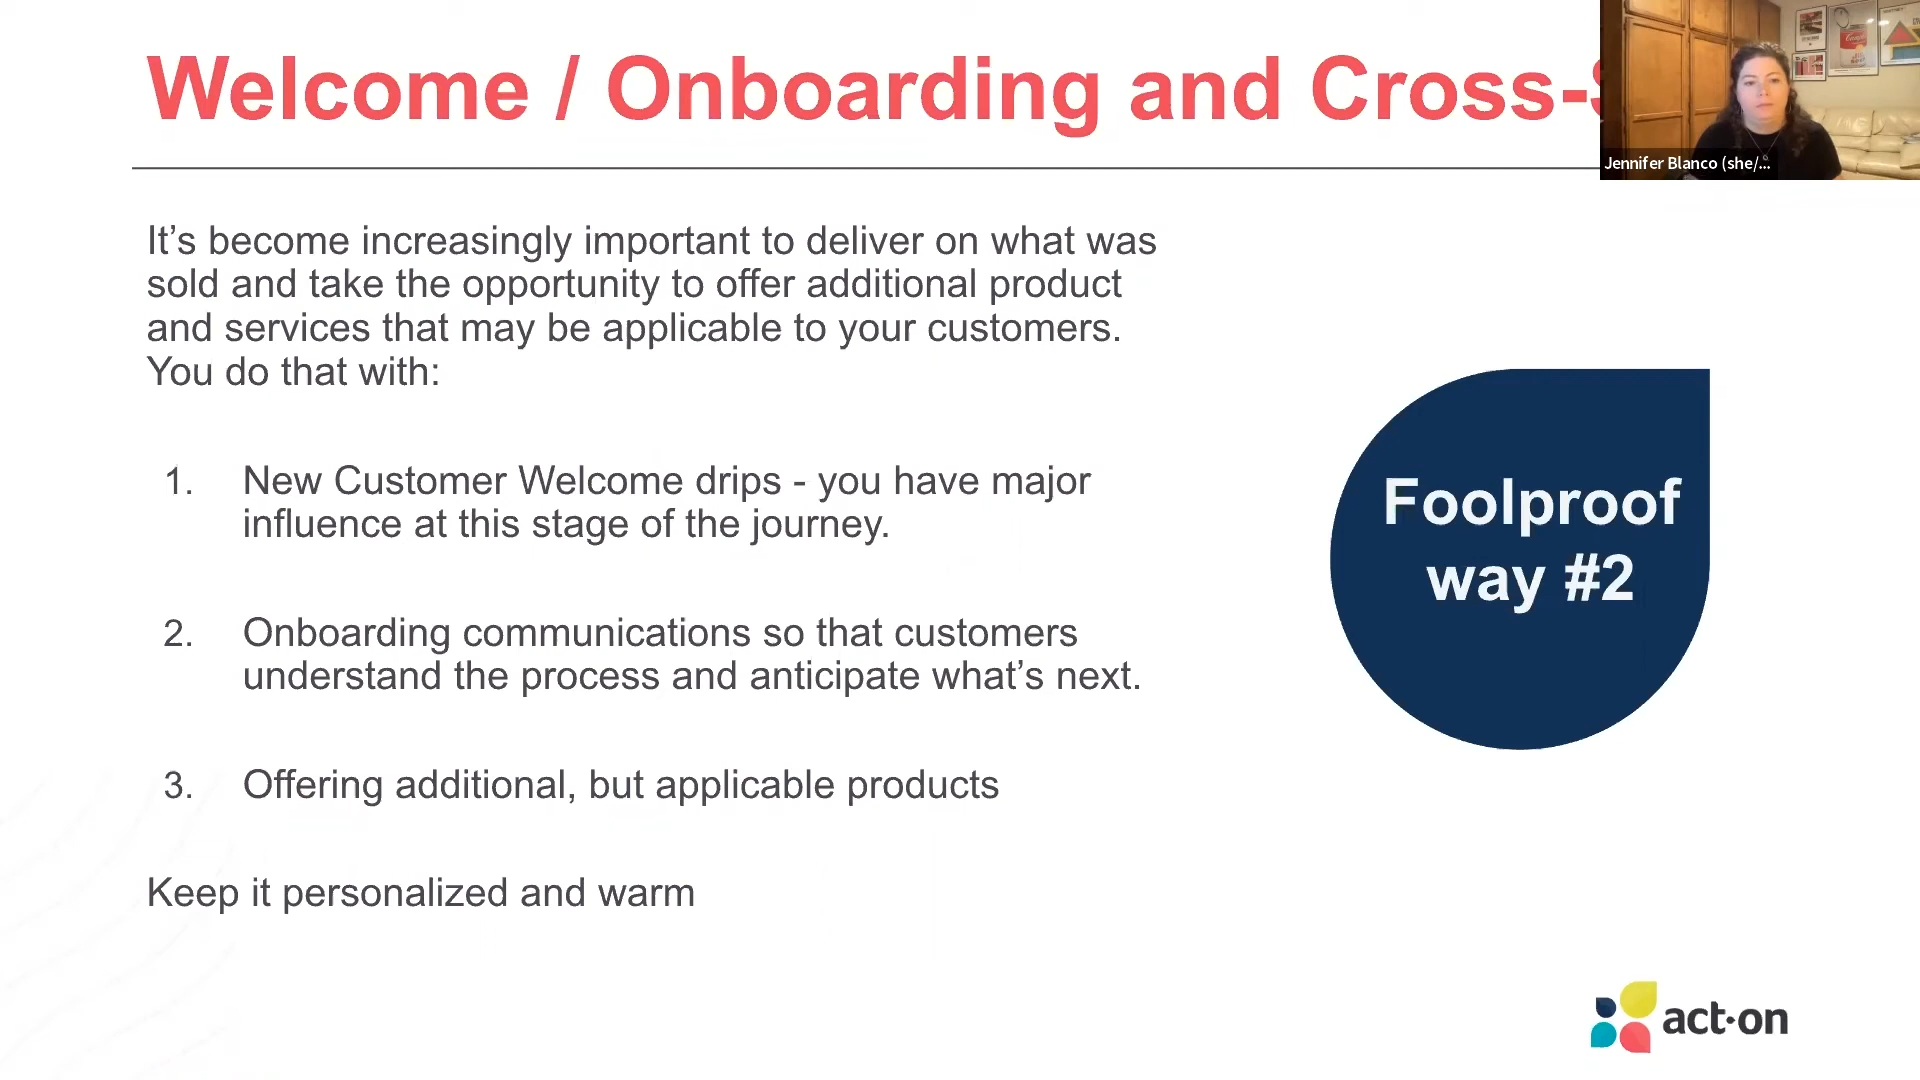 Welcome / Onboarding and Cross-
Jennifer Blanco (she/...
It’s become increasingly important to deliver on what was
sold and take the opportunity to offer additional product
and services that may be applicable to your customers.
You do that with:
1. New Customer Welcome drips - you have major
influence at this stage of the journey.
2. Onboarding communications so that customers
understand the process and anticipate what’s next.
3. Offering additional, but applicable products
Keep it personalized and warm
Foolproof
way #2
act-on